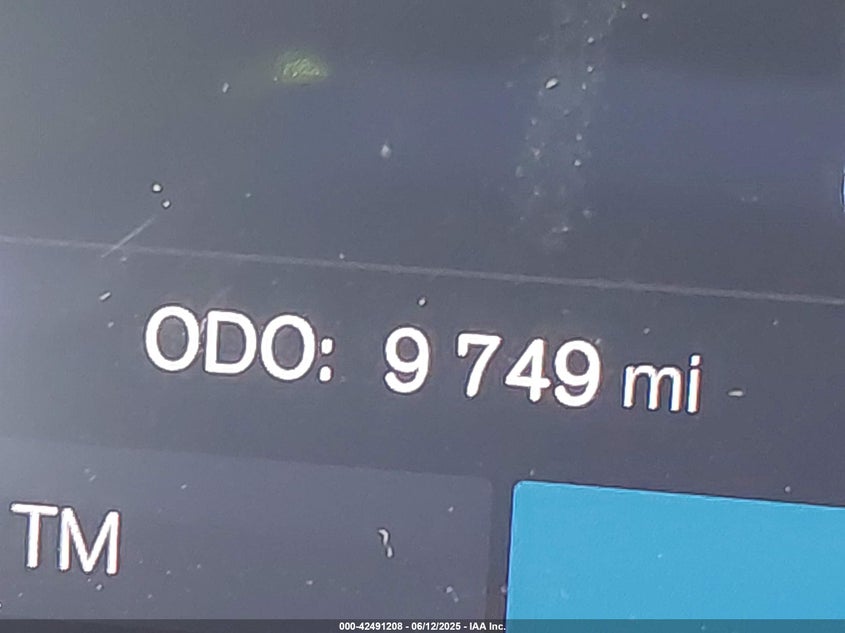 ODO: 9 749 mi
TM
000-42491208 - 06/12/2025 - IAA Inc.